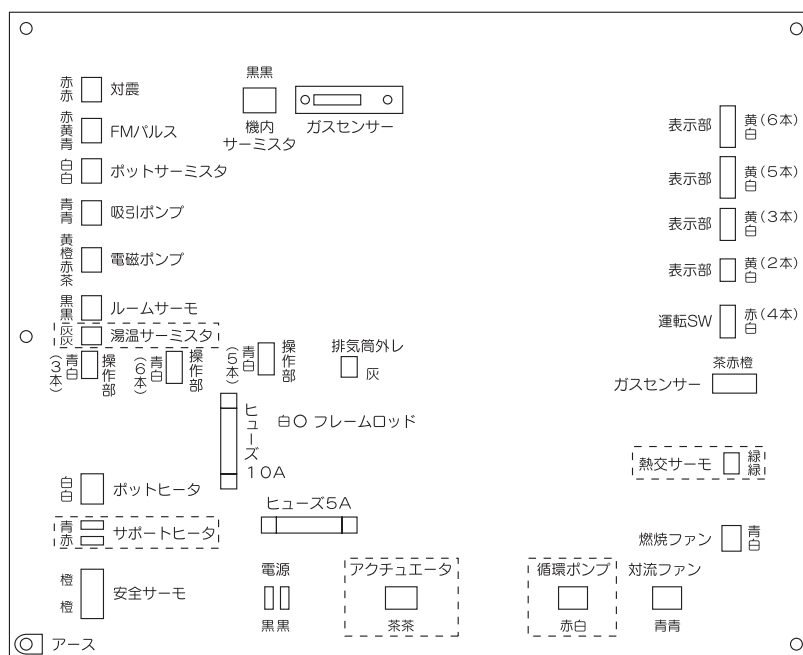 赤赤 対震
赤黄青 FMパルス
白白 ポットサーミスタ
青青 吸引ポンプ
黄橙赤茶 電磁ポンプ
黒黒 ルームサーモ
灰灰 湯温サーミスタ
青白(3本) 操作部
青白(6本) 操作部
青白(5本) 操作部
黒黒
機内
サーミスタ
ガスセンサー
排気筒外レ
灰
ヒューズ
10A
白 フレームロッド
白白 ポットヒータ
青赤 サポートヒータ
橙橙 安全サーモ
アース
ヒューズ5A
電源
黒黒
アクチュエータ
茶茶
循環ポンプ
赤白
対流ファン
青青
表示部 黄(6本)白
表示部 黄(5本)白
表示部 黄(3本)白
表示部 黄(2本)白
運転SW 赤(4本)白
茶赤橙
ガスセンサー
熱交サーモ 緑緑
燃焼ファン 青白